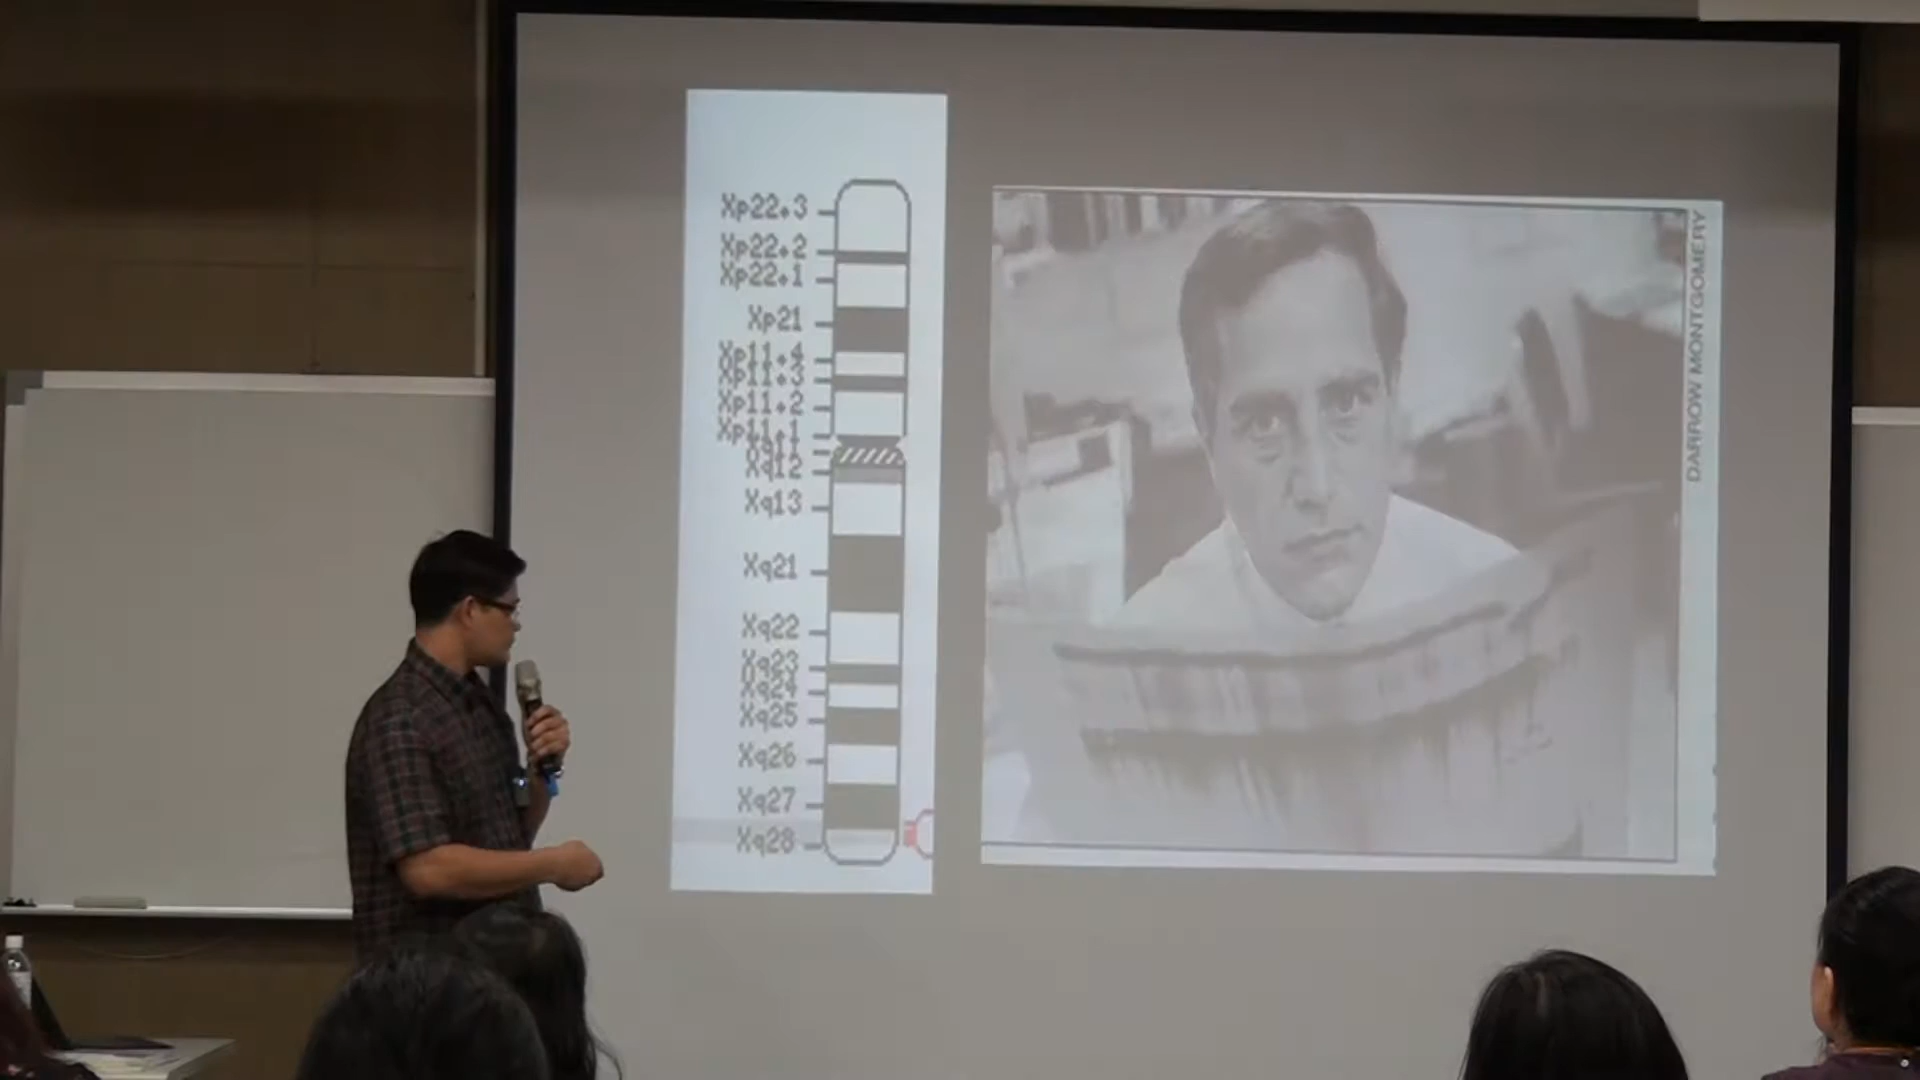 Xp22.3
Xp22.2
Xp22.1
Xp21
Xp11.4
Xp11.3
Xp11.2
Xp11.1
Xq11
Xq12
Xq13
Xq21
Xq22
Xq23
Xq24
Xq25
Xq26
Xq27
Xq28
DARROW MONTGOMERY